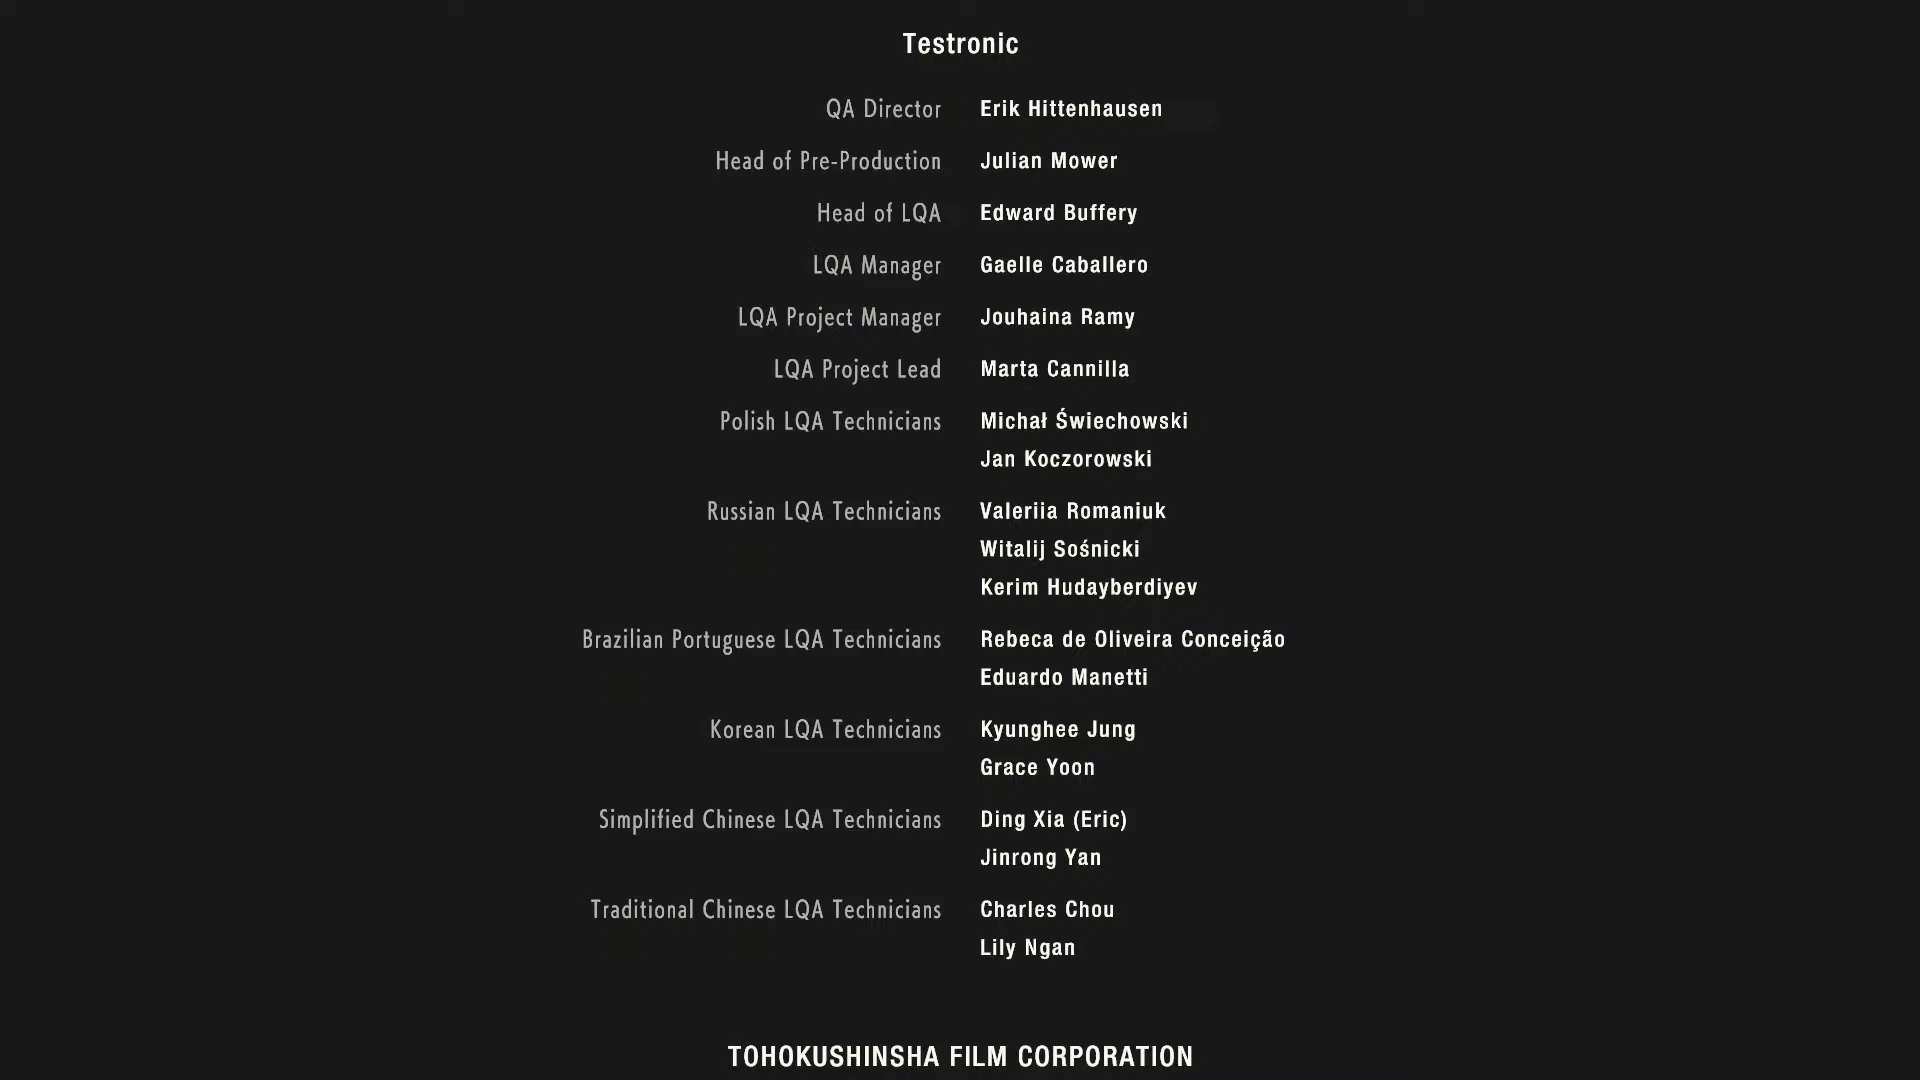 Testronic
QA Director Erik Hittenhausen
Head of Pre-Production Julian Mower
Head of LQA Edward Buffery
LQA Manager Gaelle Caballero
LQA Project Manager Jouhaina Ramy
LQA Project Lead Marta Cannilla
Polish LQA Technicians Michał Świechowski
Jan Koczorowski
Russian LQA Technicians Valeriia Romaniuk
Witalij Sośnicki
Kerim Hudayberdiyev
Brazilian Portuguese LQA Technicians Rebeca de Oliveira Conceição
Eduardo Manetti
Korean LQA Technicians Kyunghee Jung
Grace Yoon
Simplified Chinese LQA Technicians Ding Xia (Eric)
Jinrong Yan
Traditional Chinese LQA Technicians Charles Chou
Lily Ngan
TOHOKUSHINSHA FILM CORPORATION